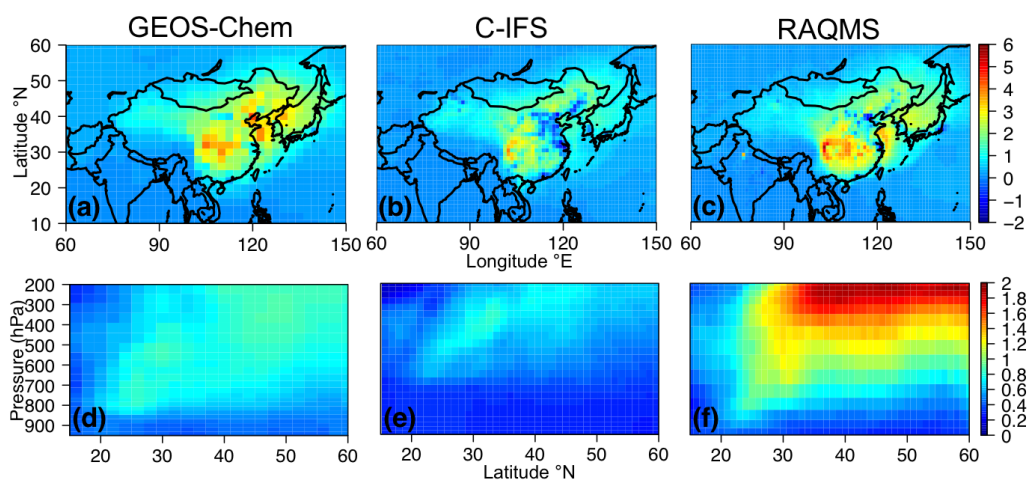 GEOS-Chem C-IFS RAQMS
60 6
50 5
40 4
3
30 2
1
20 0
-1
10 -2
Latitude °N
(a) (b) (c)
60 90 120 150 60 90 120 150 60 90 120 150
Longitude °E
200 2
300 1.8
400 1.6
1.4
500 1.2
600 1
700 0.8
0.6
800 0.4
900 0.2
0
Pressure (hPa)
(d) (e) (f)
20 30 40 50 60 20 30 40 50 60 20 30 40 50 60
Latitude °N